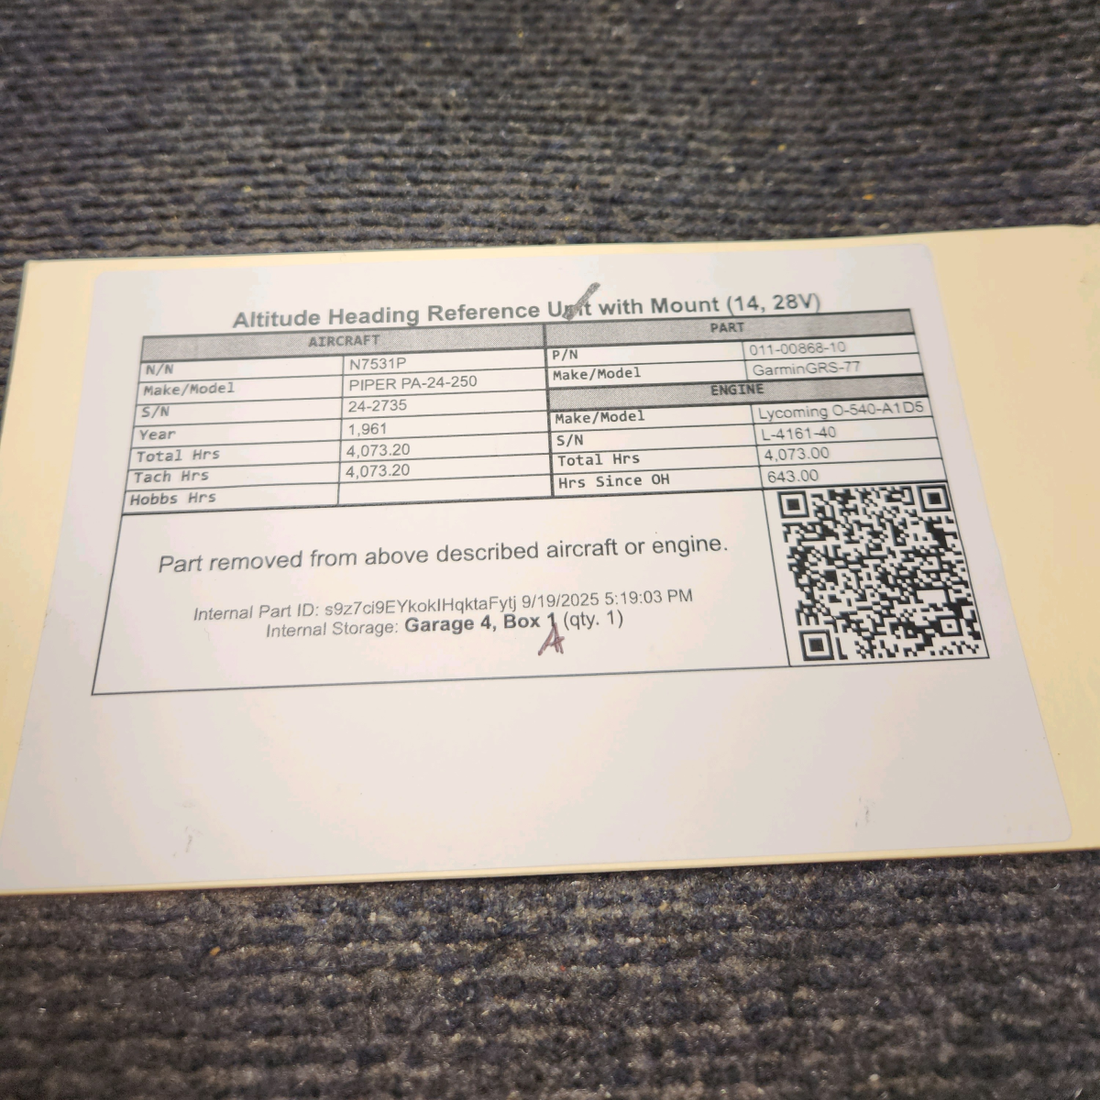 Altitude Heading Reference Unit with Mount (14, 28V)
AIRCRAFT
N/N N7531P
Make/Model PIPER PA-24-250
S/N 24-2735
Year 1,961
Total Hrs 4,073.20
Tach Hrs 4,073.20
Hobbs Hrs
PART
P/N 011-00868-10
Make/Model GarminGRS-77
ENGINE
Make/Model Lycoming O-540-A1D5
S/N L-4161-40
Total Hrs 4,073.00
Hrs Since OH 643.00
Part removed from above described aircraft or engine.
Internal Part ID: s9z7ci9EYkokIHqktaFytj 9/19/2025 5:19:03 PM
Internal Storage: Garage 4, Box 1 (qty. 1)
A